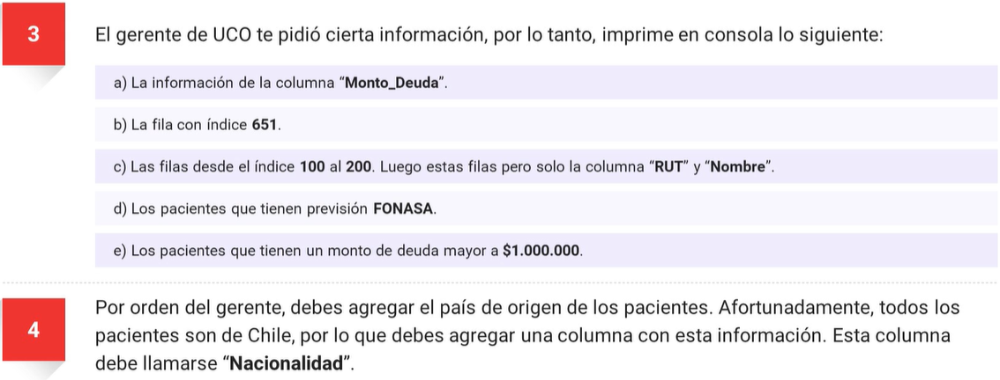 3
El gerente de UCO te pidió cierta información, por lo tanto, imprime en consola lo siguiente:
a) La información de la columna “Monto_Deuda”.
b) La fila con índice 651.
c) Las filas desde el índice 100 al 200. Luego estas filas pero solo la columna “RUT” y “Nombre”.
d) Los pacientes que tienen previsión FONASA.
e) Los pacientes que tienen un monto de deuda mayor a $1.000.000.
4
Por orden del gerente, debes agregar el país de origen de los pacientes. Afortunadamente, todos los
pacientes son de Chile, por lo que debes agregar una columna con esta información. Esta columna
debe llamarse “Nacionalidad”.